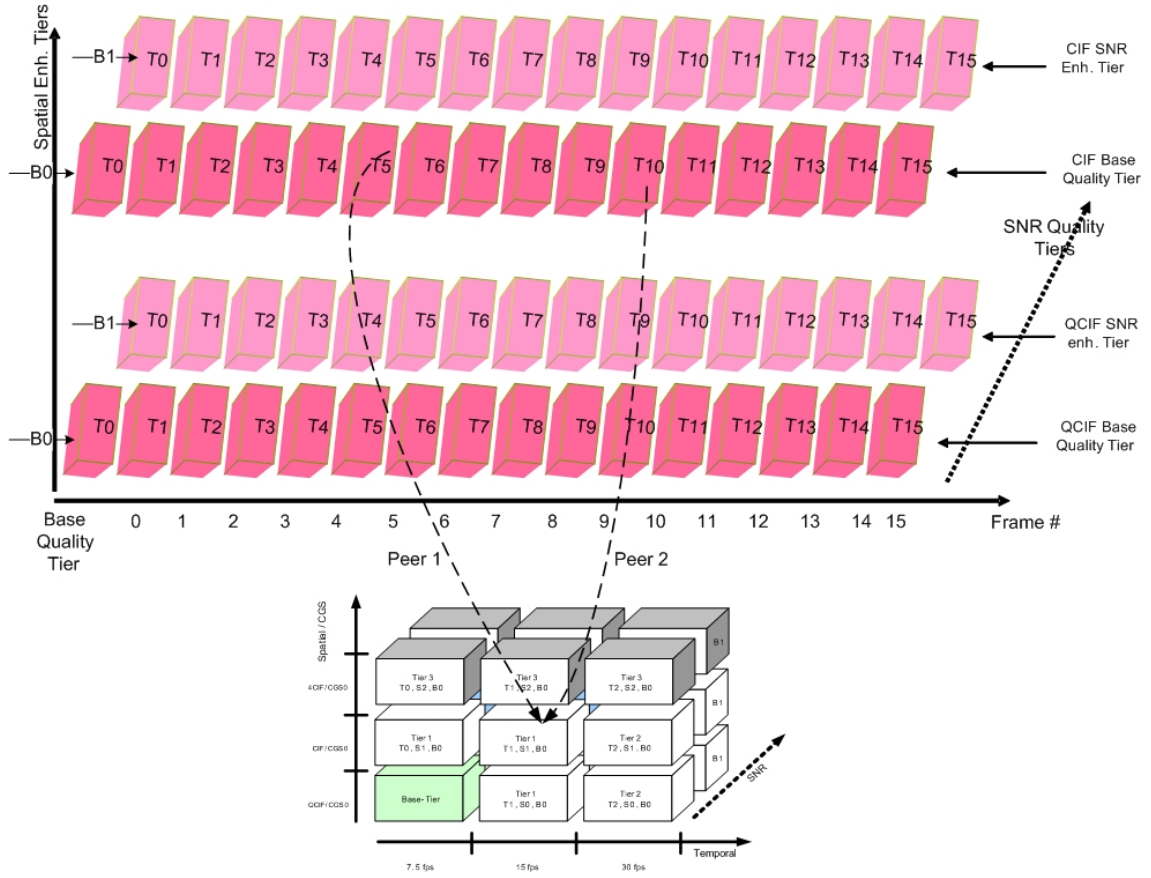 Spatial Enh. Tiers
B1
T0 T1 T2 T3 T4 T5 T6 T7 T8 T9 T10 T11 T12 T13 T14 T15
CIF SNR
Enh. Tier
B0
T0 T1 T2 T3 T4 T5 T6 T7 T8 T9 T10 T11 T12 T13 T14 T15
CIF Base
Quality Tier
SNR Quality
Tiers
B1
T0 T1 T2 T3 T4 T5 T6 T7 T8 T9 T10 T11 T12 T13 T14 T15
QCIF SNR
enh. Tier
B0
T0 T1 T2 T3 T4 T5 T6 T7 T8 T9 T10 T11 T12 T13 T14 T15
QCIF Base
Quality Tier
Base
Quality
Tier
0 1 2 3 4 5 6 7 8 9 10 11 12 13 14 15
Frame #
Peer 1
Peer 2
Spatial / CGS
B1
4CIF/CGS0
Tier 3
T0, S2, B0
Tier 3
T1, S2, B0
Tier 3
T2, S2, B0
B1
CIF/CGS0
Tier 1
T0, S1, B0
Tier 1
T1, S1, B0
Tier 2
T2, S1, B0
B1
QCIF/CGS0
Base-Tier
Tier 1
T1, S0, B0
Tier 2
T2, S0, B0
SNR
Temporal
7.5 fps
15 fps
30 fps